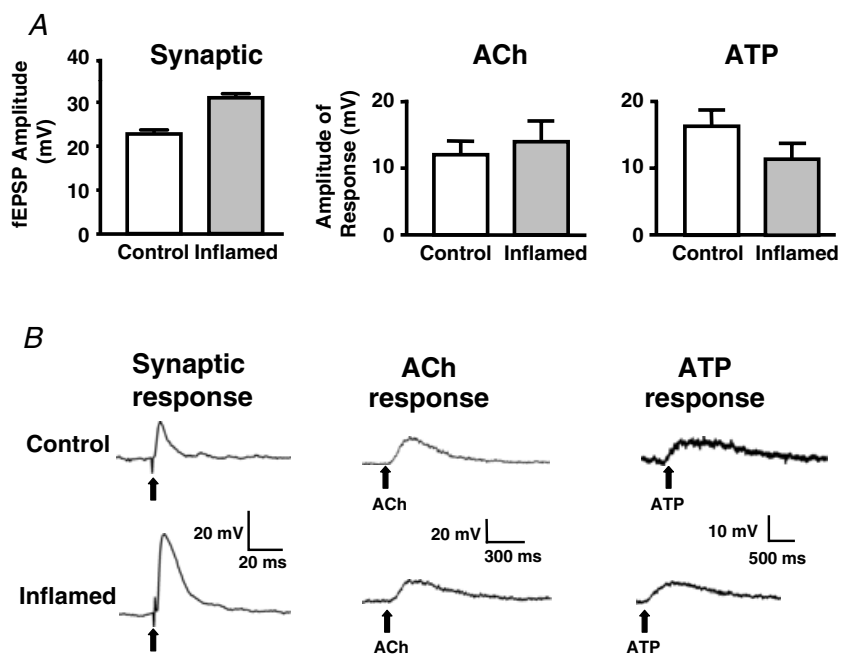 A
Synaptic
fEPSP Amplitude
(mV)
40
30
20
10
0
Control Inflamed
ACh
Amplitude of
Response (mV)
20
10
0
Control Inflamed
ATP
20
10
0
Control Inflamed
B
Synaptic
response
ACh
response
ATP
response
Control
ACh
ATP
20 mV
20 ms
20 mV
300 ms
10 mV
500 ms
Inflamed
ACh
ATP